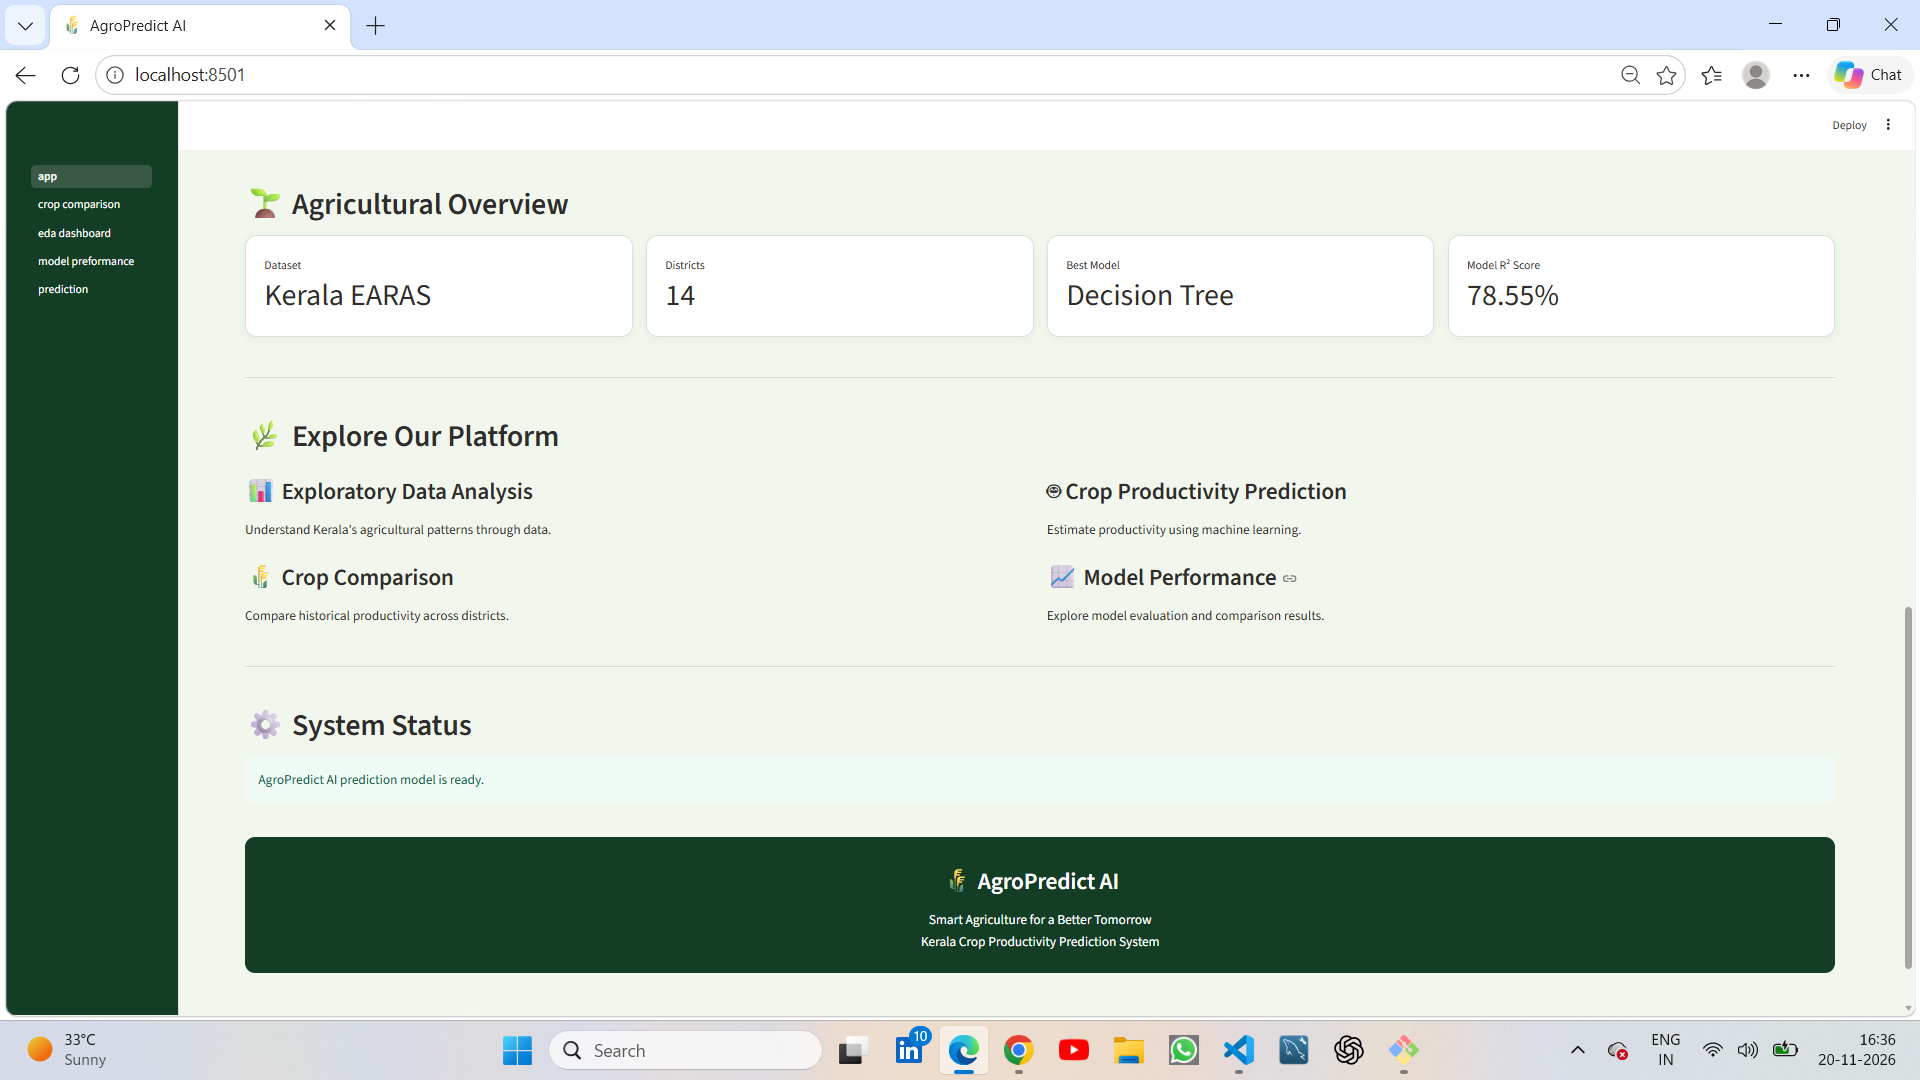 AgroPredict AI
localhost:8501
Chat
Deploy
app
crop comparison
eda dashboard
model preformance
prediction
Agricultural Overview
Dataset
Kerala EARAS
Districts
14
Best Model
Decision Tree
Model R² Score
78.55%
Explore Our Platform
Exploratory Data Analysis
Understand Kerala's agricultural patterns through data.
Crop Productivity Prediction
Estimate productivity using machine learning.
Crop Comparison
Compare historical productivity across districts.
Model Performance
Explore model evaluation and comparison results.
System Status
AgroPredict AI prediction model is ready.
AgroPredict AI
Smart Agriculture for a Better Tomorrow
Kerala Crop Productivity Prediction System
33°C
Sunny
Search
10
ENG
IN
16:36
20-11-2026